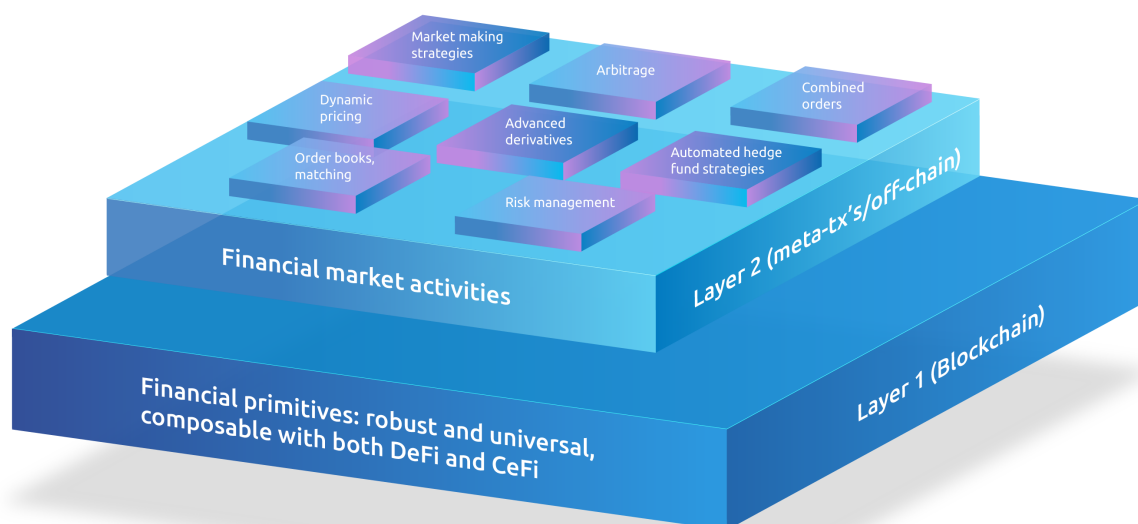 Market making
strategies
Arbitrage
Combined
orders
Dynamic
pricing
Advanced
derivatives
Order books,
matching
Automated hedge
fund strategies
Risk management
Financial market activities
Layer 2 (meta-tx's/off-chain)
Financial primitives: robust and universal,
composable with both DeFi and CeFi
Layer 1 (Blockchain)